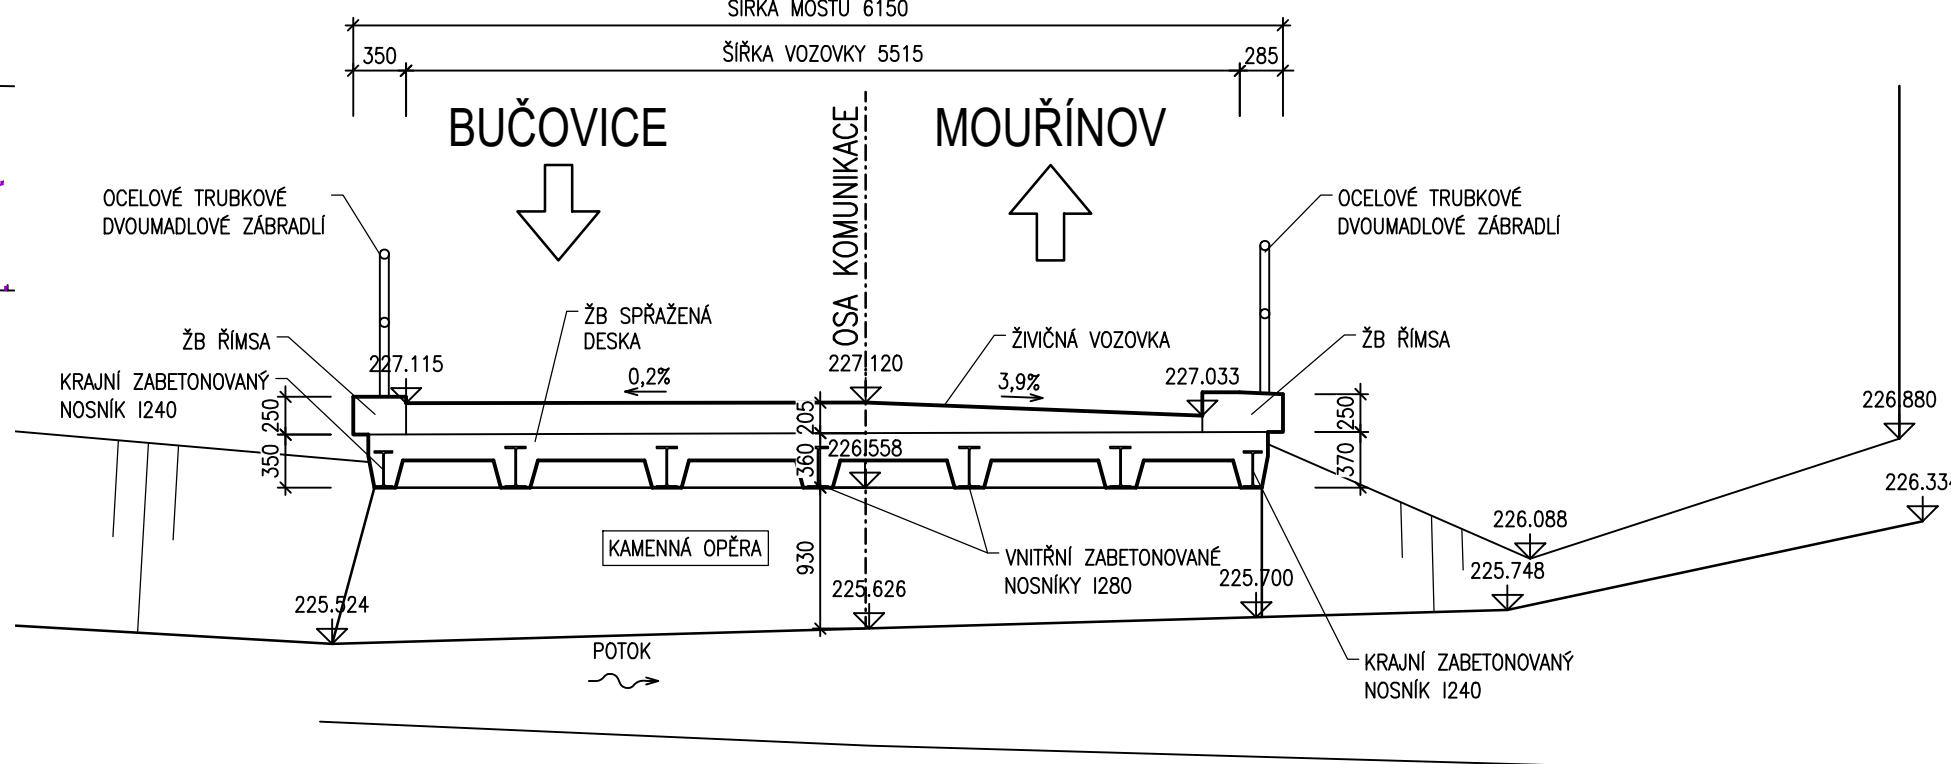 ŠÍŘKA MOSTU 6150
350
ŠÍŘKA VOZOVKY 5515
285
BUČOVICE
OSA KOMUNIKACE
MOUŘÍNOV
OCELOVÉ TRUBKOVÉ
DVOUMADLOVÉ ZÁBRADLÍ
OCELOVÉ TRUBKOVÉ
DVOUMADLOVÉ ZÁBRADLÍ
ŽB ŘÍMSA
ŽB SPŘAŽENÁ
DESKA
ŽIVIČNÁ VOZOVKA
ŽB ŘÍMSA
KRAJNÍ ZABETONOVANÝ
NOSNÍK I240
227.115
0,2%
227.120
3,9%
227.033
250
350
205
360
226.558
250
370
226.880
226.334
226.088
KAMENNÁ OPĚRA
930
VNITŘNÍ ZABETONOVANÉ
NOSNÍKY I280
225.748
225.700
225.524
225.626
POTOK
KRAJNÍ ZABETONOVANÝ
NOSNÍK I240